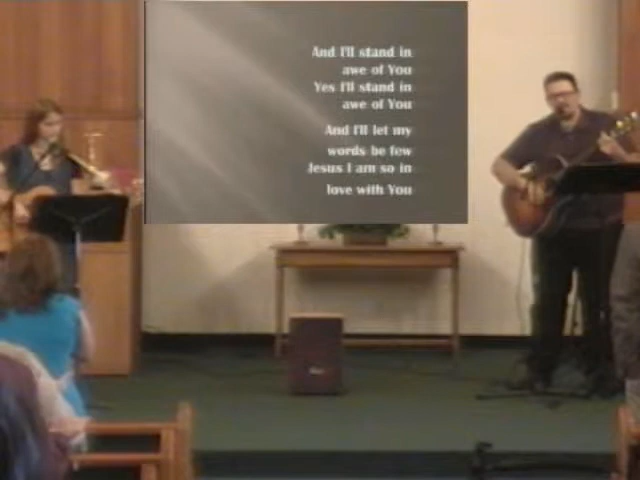 And I'll stand in
awe of You
Yes I'll stand in
awe of You
And I'll let my
words be few
Jesus I am so in
love with You